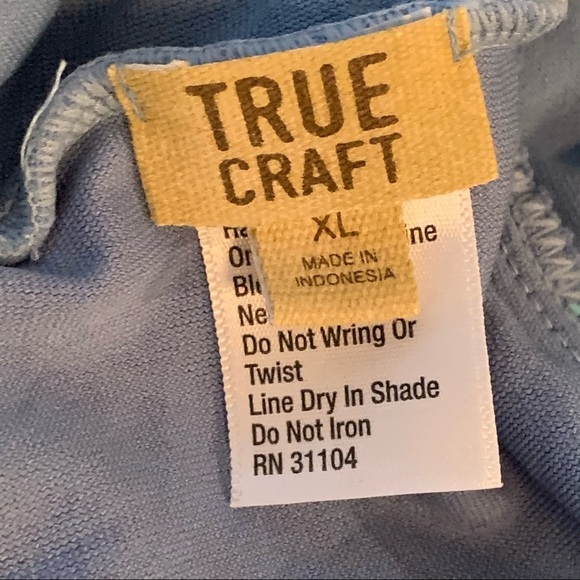 TRUE
CRAFT
XL
MADE IN
INDONESIA
Do Not Wring Or
Twist
Line Dry In Shade
Do Not Iron
RN 31104